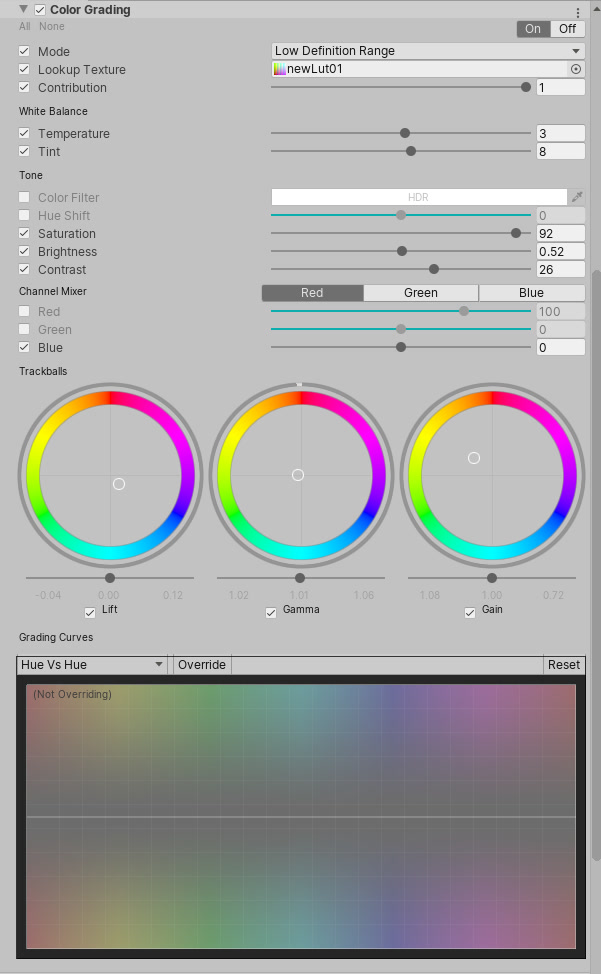 Color Grading
All None On Off
Mode Low Definition Range
Lookup Texture newLut01
Contribution 1
White Balance
Temperature 3
Tint 8
Tone
Color Filter HDR
Hue Shift 0
Saturation 92
Brightness 0.52
Contrast 26
Channel Mixer Red Green Blue
Red 100
Green 0
Blue 0
Trackballs
-0.04 0.00 0.12 1.02 1.01 1.06 1.08 1.00 0.72
Lift Gamma Gain
Grading Curves
Hue Vs Hue Override Reset
(Not Overriding)